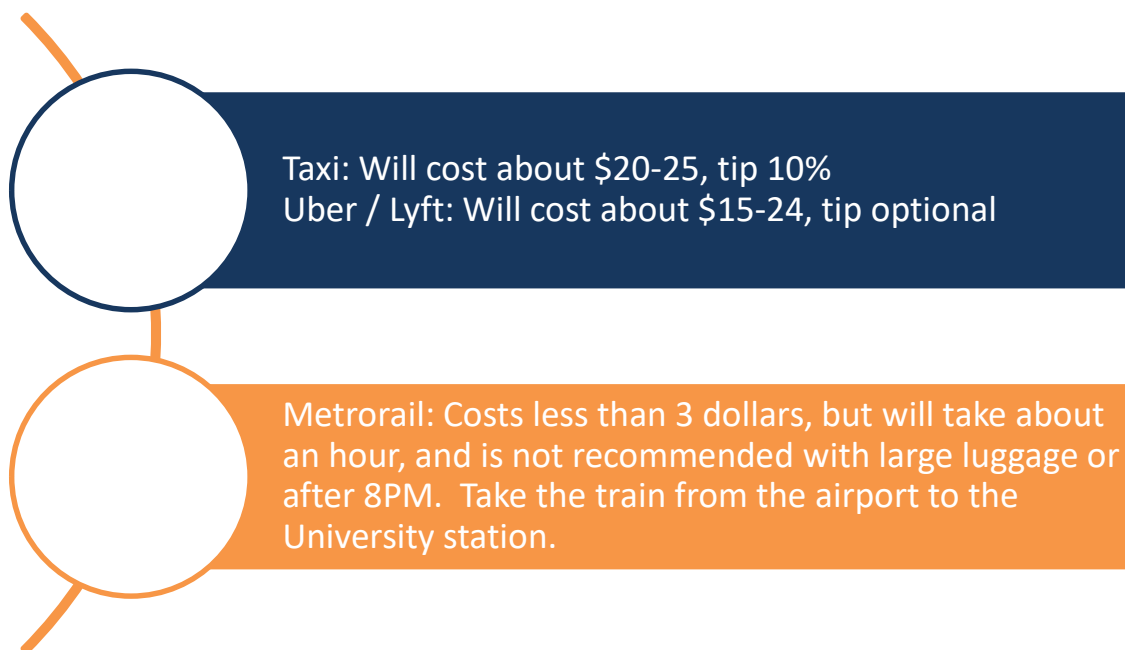 Taxi: Will cost about $20-25, tip 10%
Uber / Lyft: Will cost about $15-24, tip optional
Metrorail: Costs less than 3 dollars, but will take about
an hour, and is not recommended with large luggage or
after 8PM.  Take the train from the airport to the
University station.